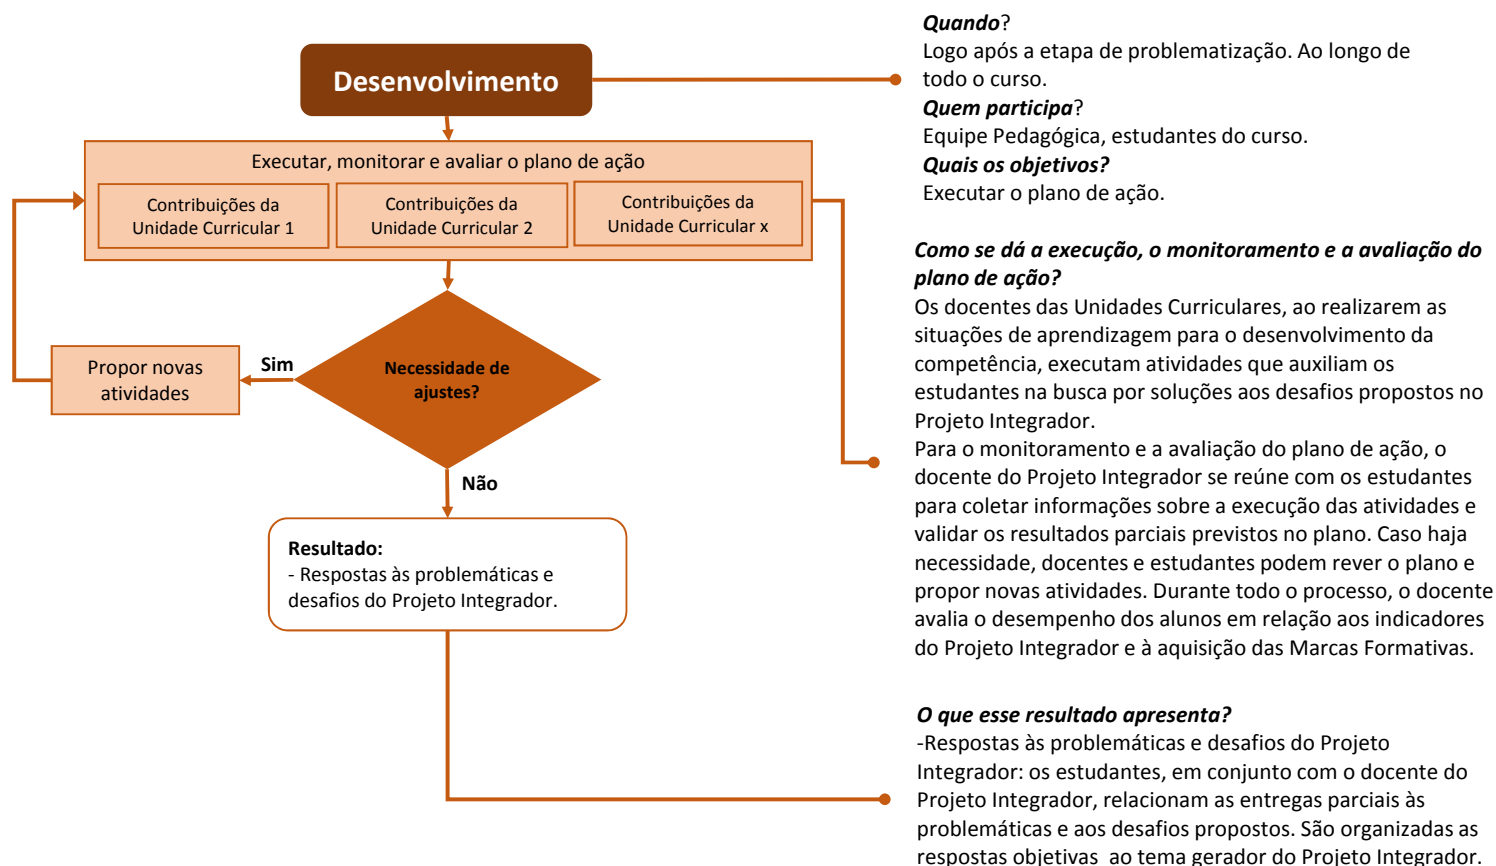 Desenvolvimento
Executar, monitorar e avaliar o plano de ação
Contribuições da
Unidade Curricular 1
Contribuições da
Unidade Curricular 2
Contribuições da
Unidade Curricular x
Necessidade de
ajustes?
Sim
Propor novas
atividades
Não
Resultado:
- Respostas às problemáticas e
desafios do Projeto Integrador.
Quando?
Logo após a etapa de problematização. Ao longo de
todo o curso.
Quem participa?
Equipe Pedagógica, estudantes do curso.
Quais os objetivos?
Executar o plano de ação.
Como se dá a execução, o monitoramento e a avaliação do
plano de ação?
Os docentes das Unidades Curriculares, ao realizarem as
situações de aprendizagem para o desenvolvimento da
competência, executam atividades que auxiliam os
estudantes na busca por soluções aos desafios propostos no
Projeto Integrador.
Para o monitoramento e a avaliação do plano de ação, o
docente do Projeto Integrador se reúne com os estudantes
para coletar informações sobre a execução das atividades e
validar os resultados parciais previstos no plano. Caso haja
necessidade, docentes e estudantes podem rever o plano e
propor novas atividades. Durante todo o processo, o docente
avalia o desempenho dos alunos em relação aos indicadores
do Projeto Integrador e à aquisição das Marcas Formativas.
O que esse resultado apresenta?
-Respostas às problemáticas e desafios do Projeto
Integrador: os estudantes, em conjunto com o docente do
Projeto Integrador, relacionam as entregas parciais às
problemáticas e aos desafios propostos. São organizadas as
respostas objetivas  ao tema gerador do Projeto Integrador.